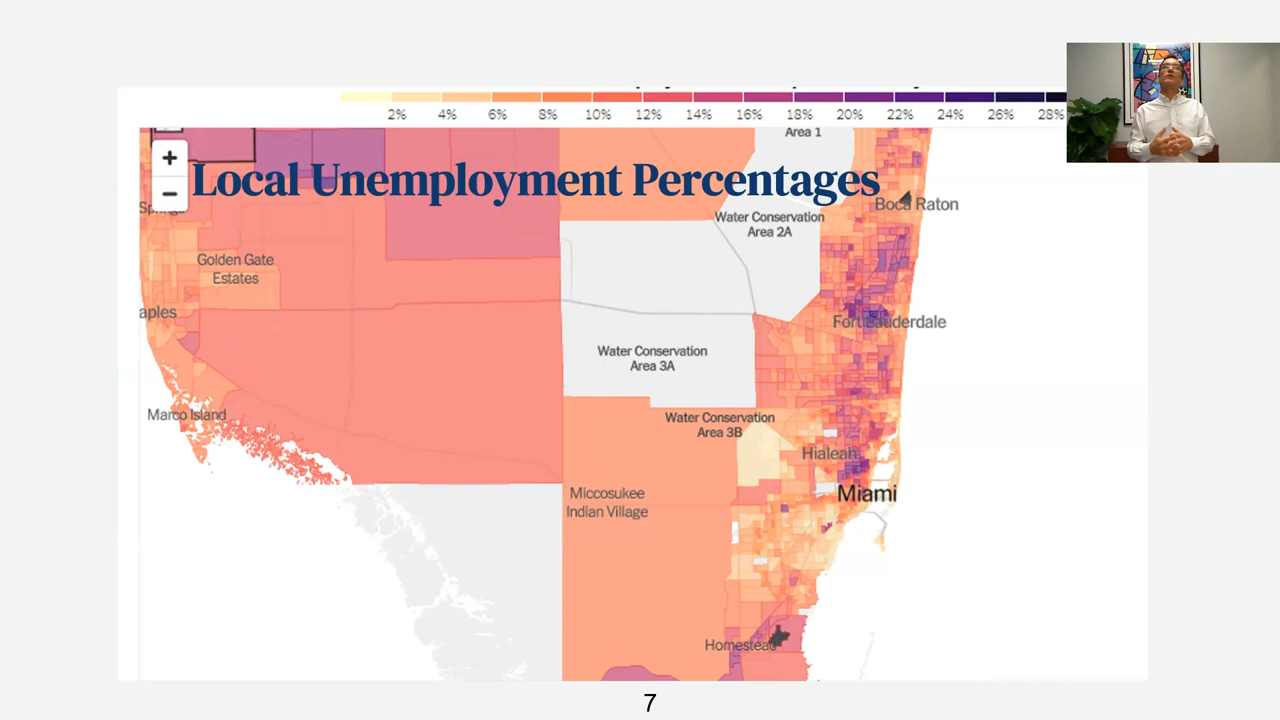 2% 4% 6% 8% 10% 12% 14% 16% 18% 20% 22% 24% 26% 28%
Area 1
+
Local Unemployment Percentages
−
Boca Raton
Water Conservation
Area 2A
Golden Gate
Estates
aples
Fort Lauderdale
Water Conservation
Area 3A
Marco Island
Water Conservation
Area 3B
Hialeah
Miami
Miccosukee
Indian Village
Homestead
7